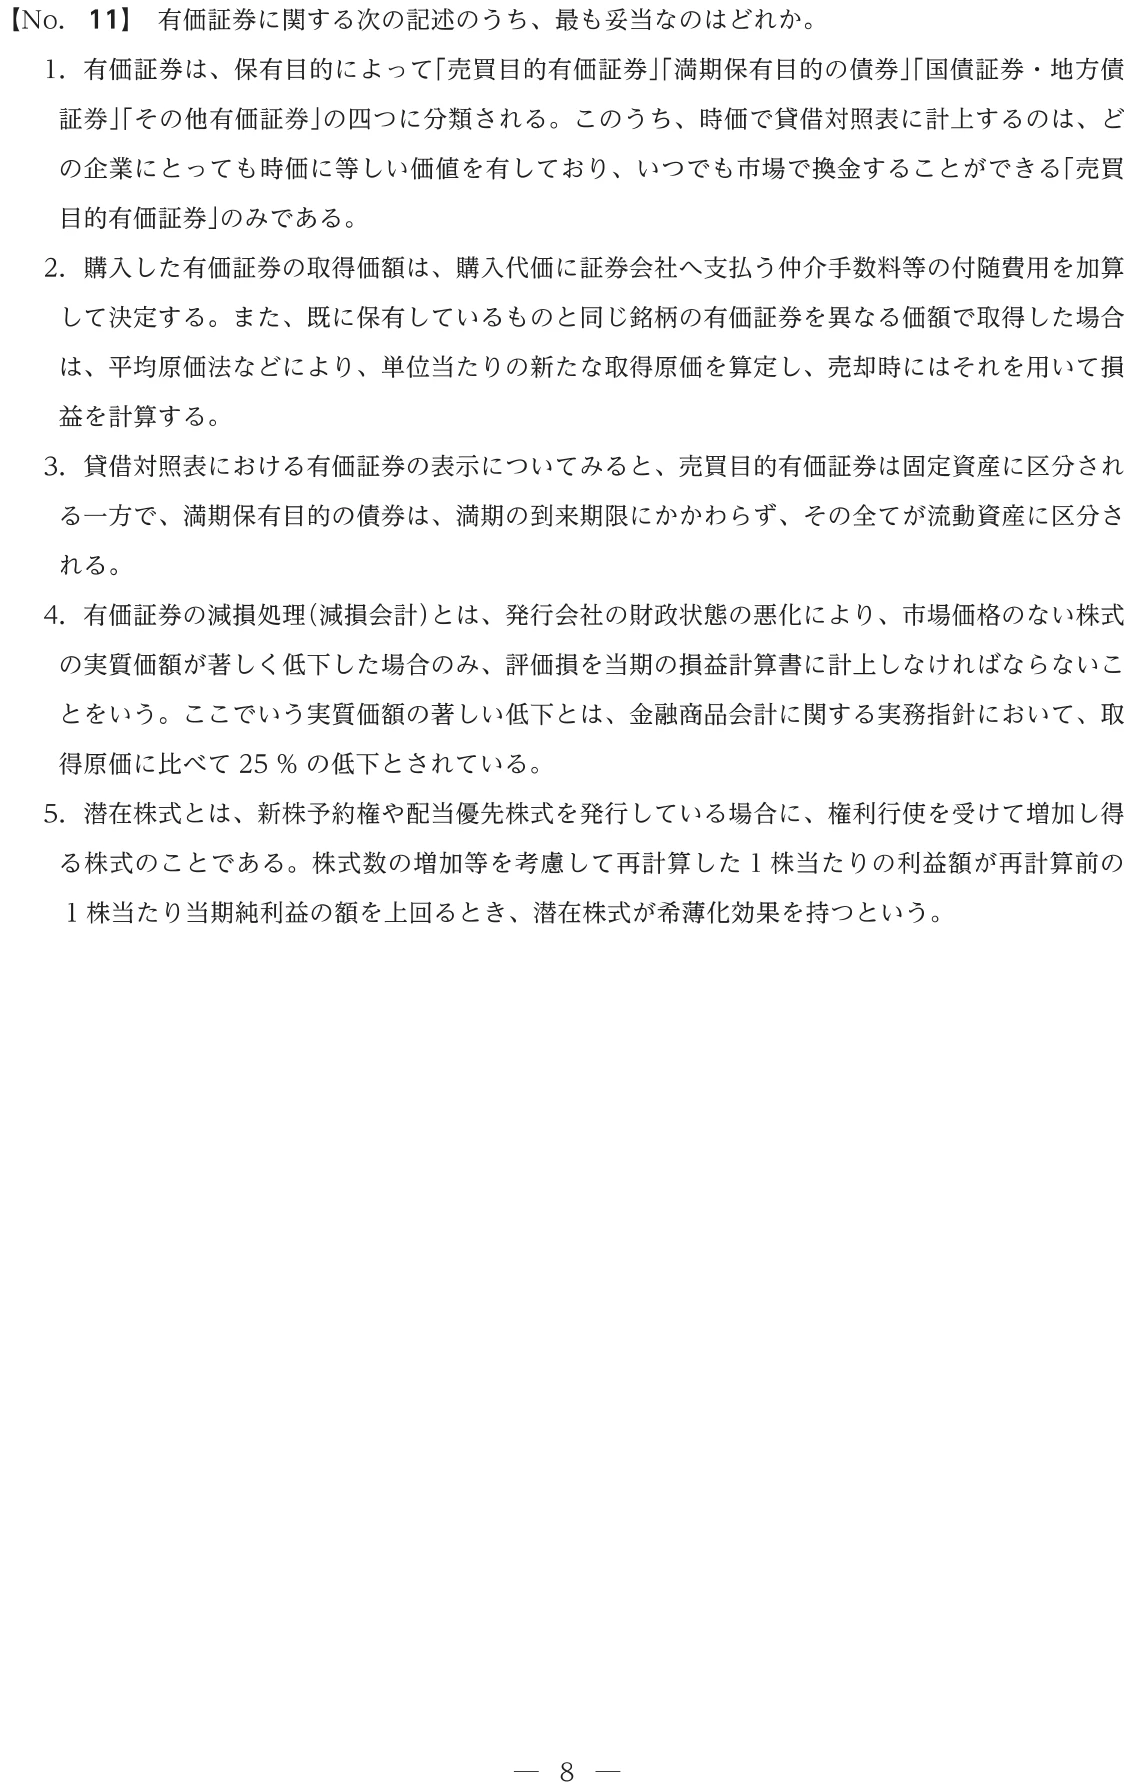 【No. 11】 有価証券に関する次の記述のうち、最も妥当なのはどれか。
1. 有価証券は、保有目的によって「売買目的有価証券」「満期保有目的の債券」「国債証券・地方債
証券」「その他有価証券」の四つに分類される。このうち、時価で貸借対照表に計上するのは、ど
の企業にとっても時価に等しい価値を有しており、いつでも市場で換金することができる「売買
目的有価証券」のみである。
2. 購入した有価証券の取得価額は、購入代価に証券会社へ支払う仲介手数料等の付随費用を加算
して決定する。また、既に保有しているものと同じ銘柄の有価証券を異なる価額で取得した場合
は、平均原価法などにより、単位当たりの新たな取得原価を算定し、売却時にはそれを用いて損
益を計算する。
3. 貸借対照表における有価証券の表示についてみると、売買目的有価証券は固定資産に区分され
る一方で、満期保有目的の債券は、満期の到来期限にかかわらず、その全てが流動資産に区分さ
れる。
4. 有価証券の減損処理(減損会計)とは、発行会社の財政状態の悪化により、市場価格のない株式
の実質価額が著しく低下した場合のみ、評価損を当期の損益計算書に計上しなければならないこ
とをいう。ここでいう実質価額の著しい低下とは、金融商品会計に関する実務指針において、取
得原価に比べて 25 % の低下とされている。
5. 潜在株式とは、新株予約権や配当優先株式を発行している場合に、権利行使を受けて増加し得
る株式のことである。株式数の増加等を考慮して再計算した 1 株当たりの利益額が再計算前の
1 株当たり当期純利益の額を上回るとき、潜在株式が希薄化効果を持つという。
— 8 —